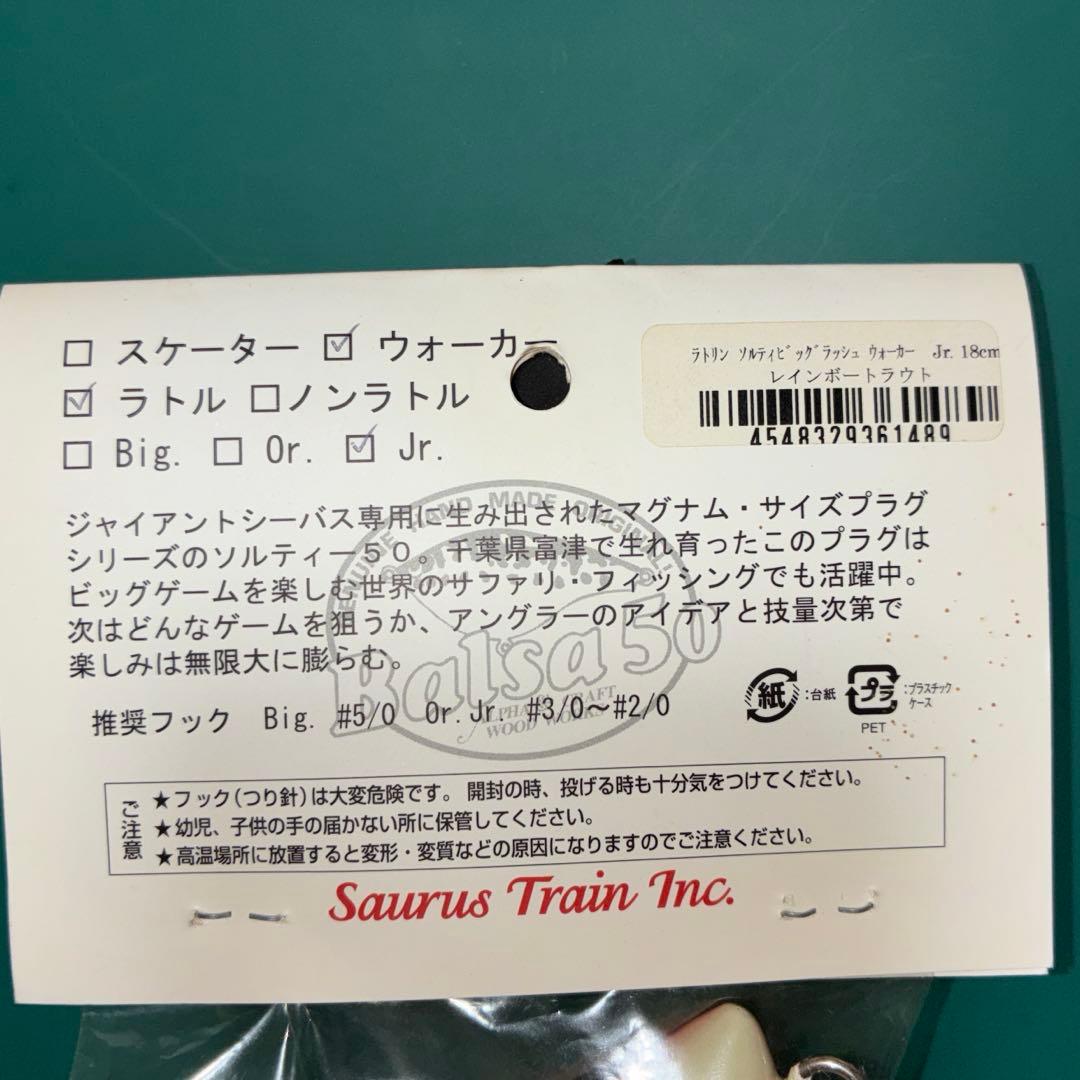 □ スケーター ☑ ウォーカー
☑ ラトル □ノンラトル
□ Big. □ Or. ☑ Jr.
ﾗﾄﾘﾝ ｿﾙﾃｨﾋﾞｯｸﾞﾗｯｼｭ ｳｫｰｶｰ Jr. 18cm
レインボートラウト
4548329361489
GENUINE HAND MADE ORIGINAL
ジャイアントシーバス専用に生み出されたマグナム・サイズプラグ
シリーズのソルティー50。千葉県富津で生れ育ったこのプラグは
ビッグゲームを楽しむ世界のサファリ・フィッシングでも活躍中。
次はどんなゲームを狙うか、アングラーのアイデアと技量次第で
楽しみは無限大に膨らむ。
Balsa50
ALPHA CRAFT
WOOD WORKS
推奨フック Big. #5/0 Or.Jr. #3/0～#2/0
紙:台紙
プラ:プラスチック
ケース
PET
ご注意
★フック(つり針)は大変危険です。開封の時、投げる時も十分気をつけてください。
★幼児、子供の手の届かない所に保管してください。
★高温場所に放置すると変形・変質などの原因になりますのでご注意ください。
Saurus Train Inc.